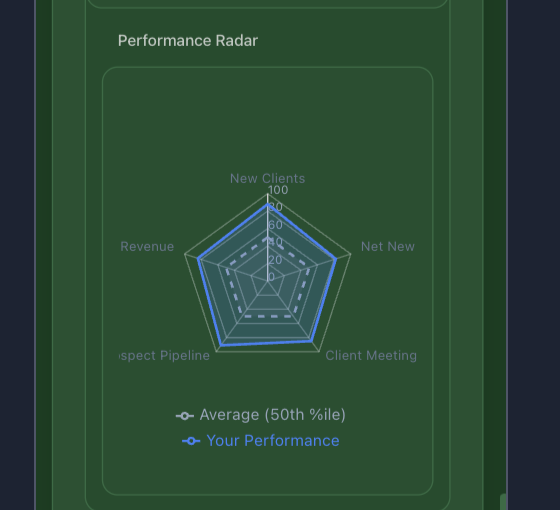 Performance Radar
New Clients
100
80
60
40
20
0
Revenue
Net New
spect Pipeline
Client Meeting
Average (50th %ile)
Your Performance